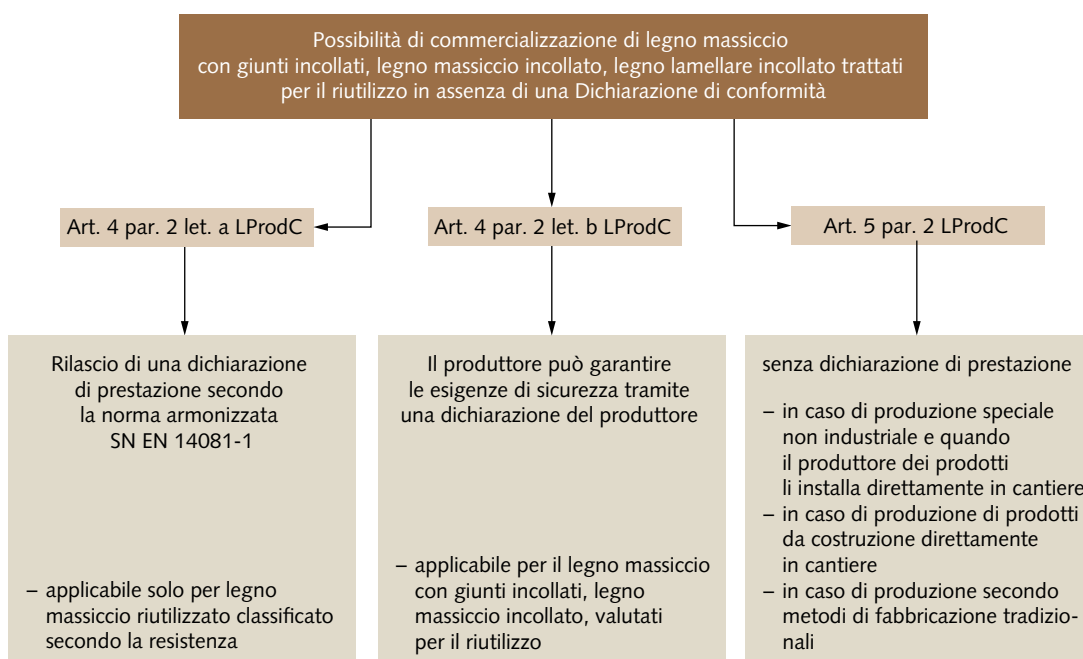 Possibilità di commercializzazione di legno massiccio
con giunti incollati, legno massiccio incollato, legno lamellare incollato trattati
per il riutilizzo in assenza di una Dichiarazione di conformità
Art. 4 par. 2 let. a LProdC
Art. 4 par. 2 let. b LProdC
Art. 5 par. 2 LProdC
Rilascio di una dichiarazione
di prestazione secondo
la norma armonizzata
SN EN 14081-1
– applicabile solo per legno
massiccio riutilizzato classificato
secondo la resistenza
Il produttore può garantire
le esigenze di sicurezza tramite
una dichiarazione del produttore
– applicabile per il legno massiccio
con giunti incollati, legno
massiccio incollato, valutati
per il riutilizzo
senza dichiarazione di prestazione
– in caso di produzione speciale
non industriale e quando
il produttore dei prodotti
li installa direttamente in cantiere
– in caso di produzione di prodotti
da costruzione direttamente
in cantiere
– in caso di produzione secondo
metodi di fabbricazione tradizio-
nali